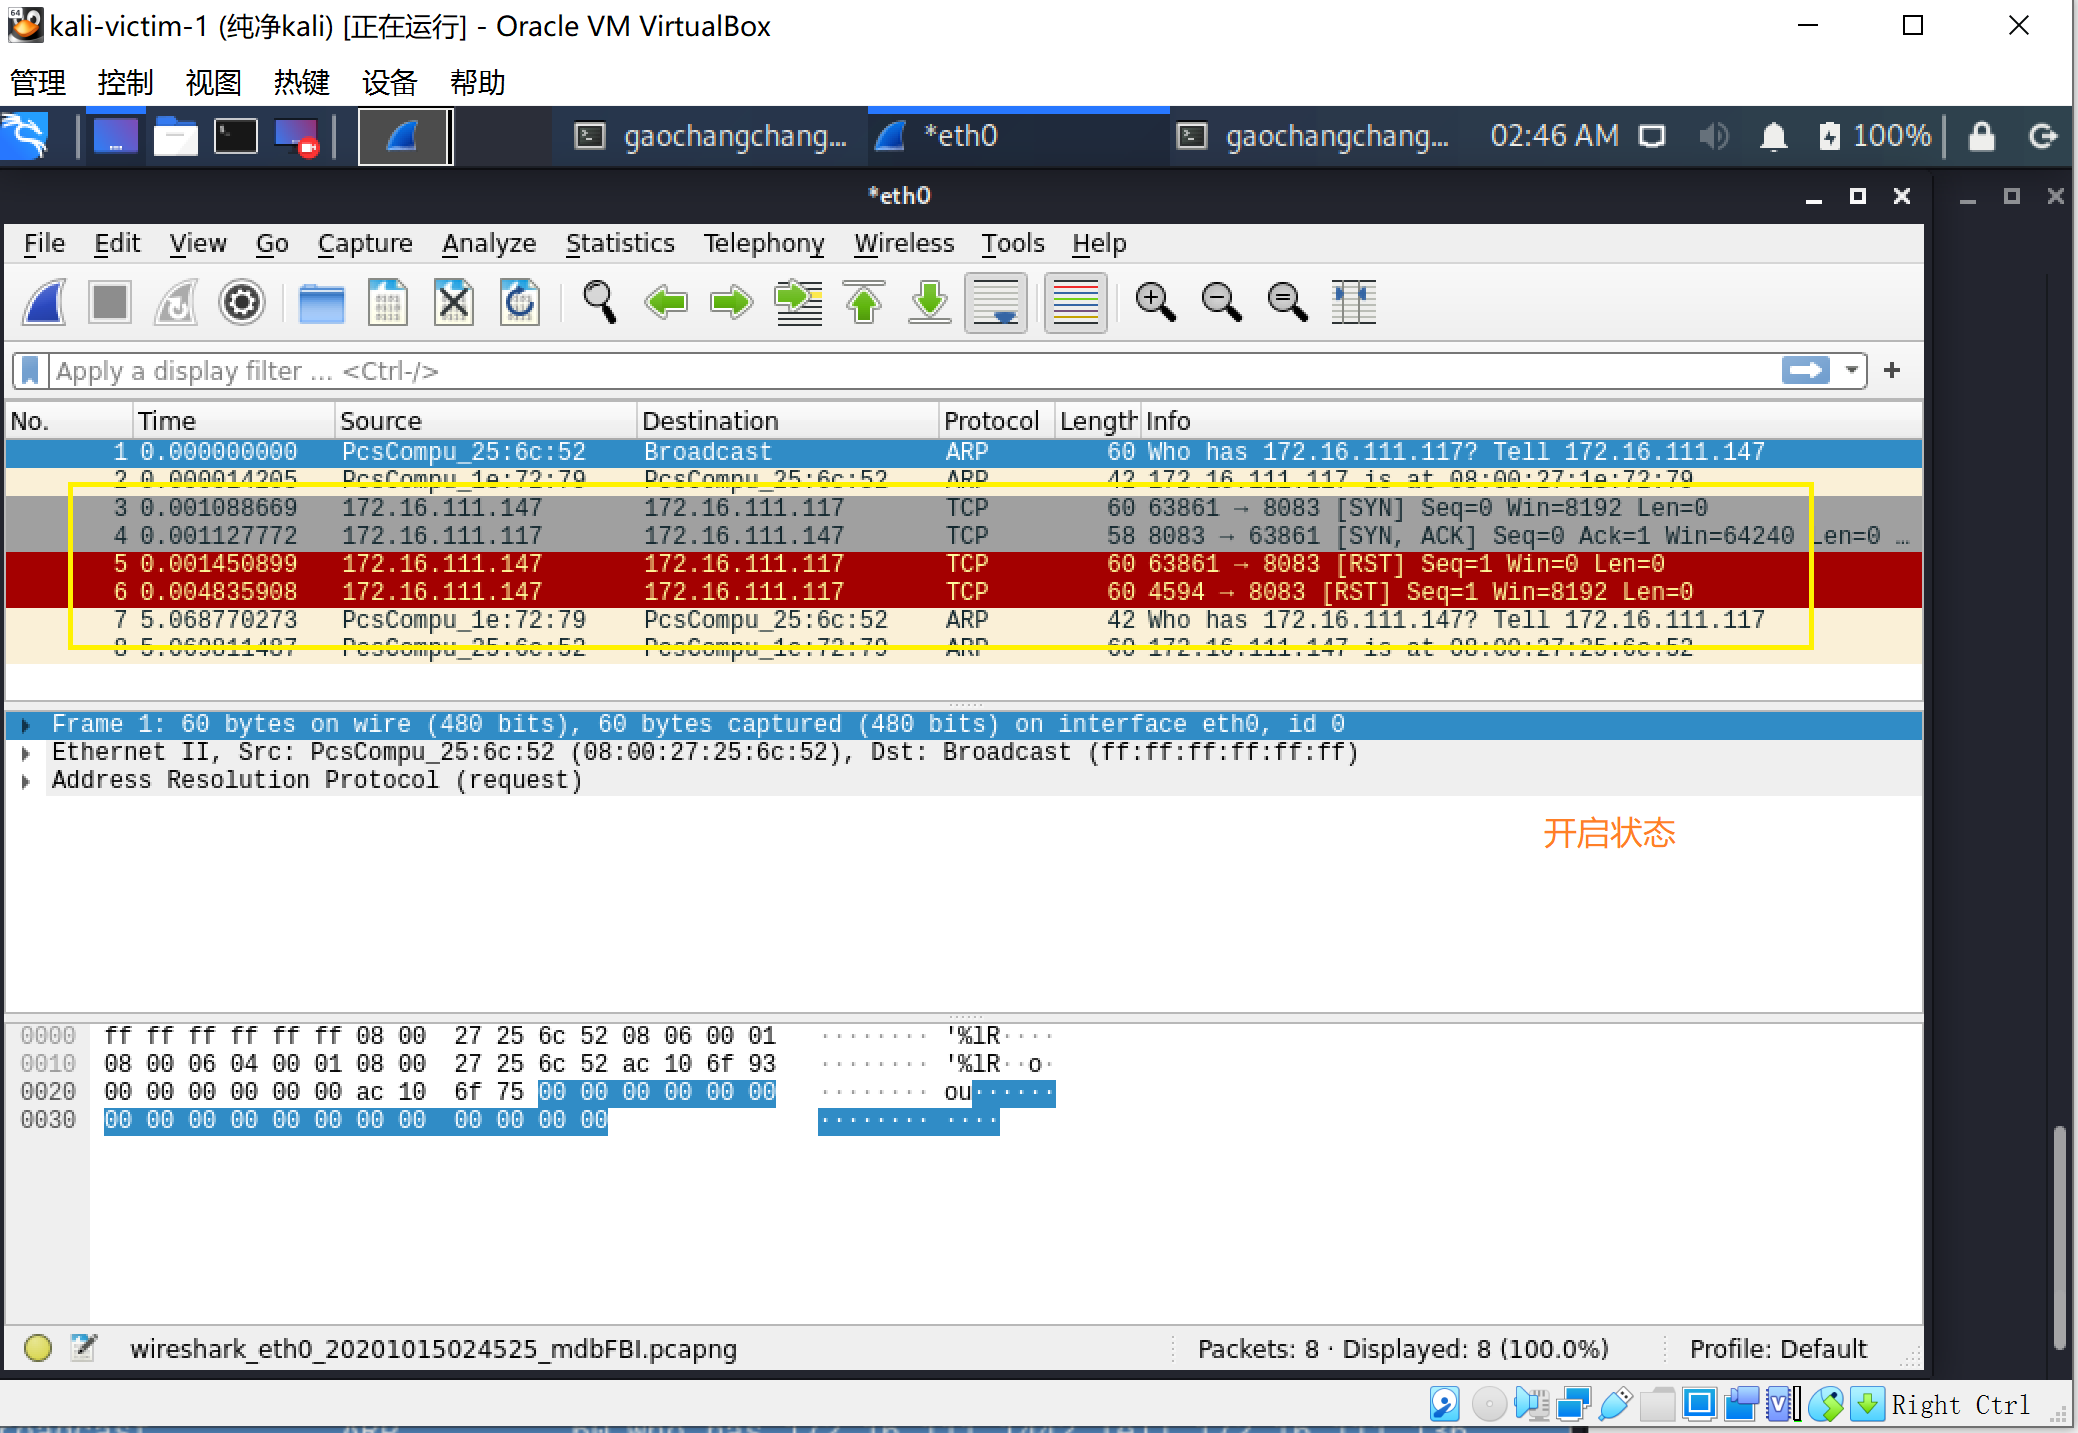 kali-victim-1 (纯净kali) [正在运行] - Oracle VM VirtualBox
管理 控制 视图 热键 设备 帮助
gaochangchang... *eth0 gaochangchang... 02:46 AM 100%
*eth0
File Edit View Go Capture Analyze Statistics Telephony Wireless Tools Help
Apply a display filter ... <Ctrl-/>
No. Time Source Destination Protocol Length Info
1 0.000000000 PcsCompu_25:6c:52 Broadcast ARP 60 Who has 172.16.111.117? Tell 172.16.111.147
2 0.000014205 PcsCompu_1e:72:79 PcsCompu_25:6c:52 ARP 42 172.16.111.117 is at 08:00:27:1e:72:79
3 0.001088669 172.16.111.147 172.16.111.117 TCP 60 63861 → 8083 [SYN] Seq=0 Win=8192 Len=0
4 0.001127772 172.16.111.117 172.16.111.147 TCP 58 8083 → 63861 [SYN, ACK] Seq=0 Ack=1 Win=64240 Len=0 ...
5 0.001450899 172.16.111.147 172.16.111.117 TCP 60 63861 → 8083 [RST] Seq=1 Win=0 Len=0
6 0.004835908 172.16.111.147 172.16.111.117 TCP 60 4594 → 8083 [RST] Seq=1 Win=8192 Len=0
7 5.068770273 PcsCompu_1e:72:79 PcsCompu_25:6c:52 ARP 42 Who has 172.16.111.147? Tell 172.16.111.117
8 5.069811487 PcsCompu_25:6c:52 PcsCompu_1e:72:79 ARP 60 172.16.111.147 is at 08:00:27:25:6c:52
Frame 1: 60 bytes on wire (480 bits), 60 bytes captured (480 bits) on interface eth0, id 0
Ethernet II, Src: PcsCompu_25:6c:52 (08:00:27:25:6c:52), Dst: Broadcast (ff:ff:ff:ff:ff:ff)
Address Resolution Protocol (request)
开启状态
0000 ff ff ff ff ff ff 08 00 27 25 6c 52 08 06 00 01 ········ '%lR····
0010 08 00 06 04 00 01 08 00 27 25 6c 52 ac 10 6f 93 ········ '%lR··o·
0020 00 00 00 00 00 00 ac 10 6f 75 00 00 00 00 00 00 ········ ou······
0030 00 00 00 00 00 00 00 00 00 00 00 00 ········ ····
wireshark_eth0_20201015024525_mdbFBI.pcapng Packets: 8 · Displayed: 8 (100.0%) Profile: Default
Right Ctrl